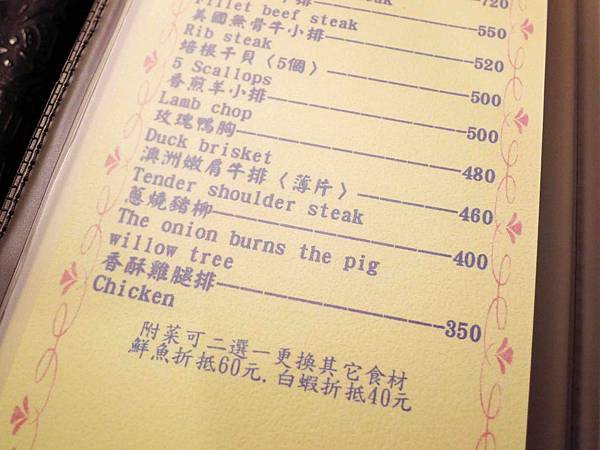 steak 720
Fillet beef steak
美國無骨牛小排 550
Rib steak
培根干貝〈5個〉 520
5 Scallops
香煎羊小排 500
Lamb chop
玫瑰鴨胸 500
Duck brisket
澳洲嫩肩牛排〈薄片〉 480
Tender shoulder steak
蔥燒豬柳 460
The onion burns the pig
willow tree 400
香酥雞腿排
Chicken 350
附菜可二選一更換其它食材
鮮魚折抵60元.白蝦折抵40元